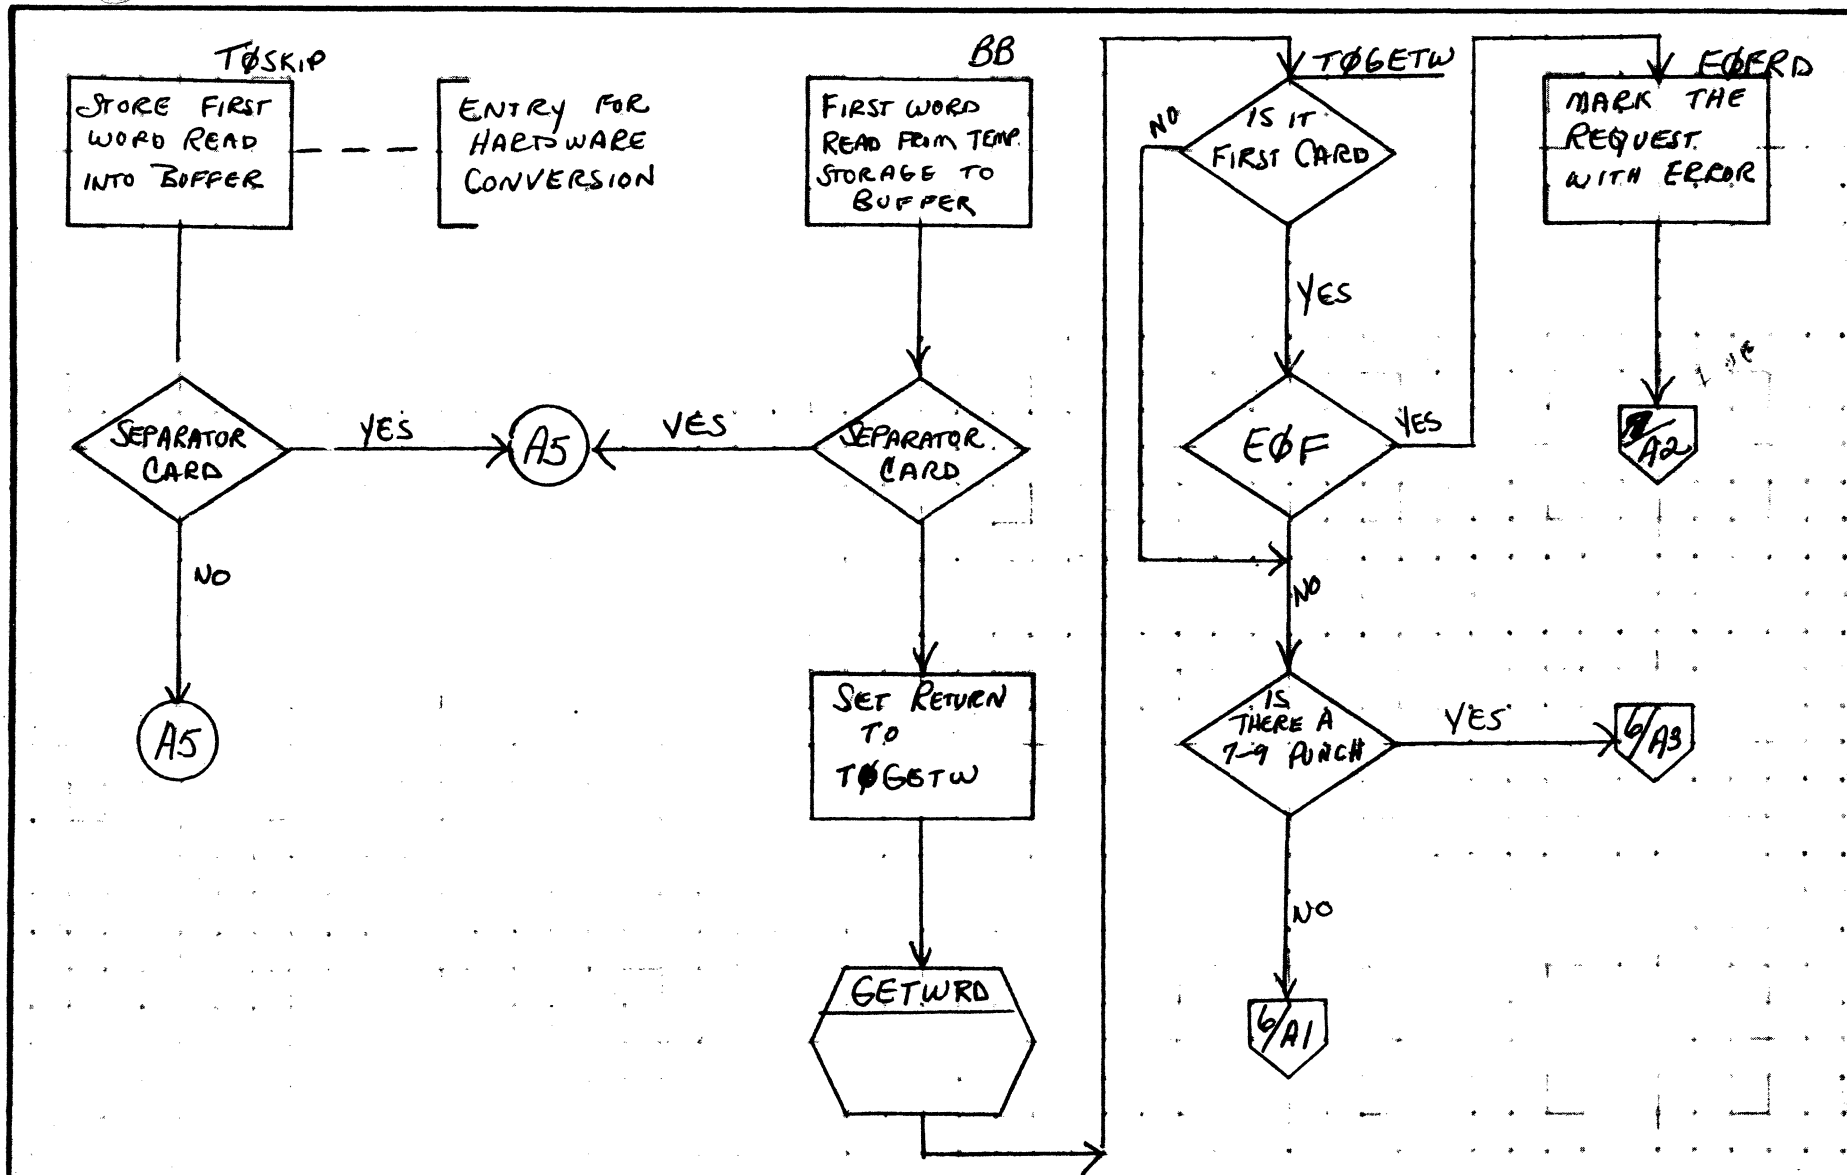 TØSKIP
STORE FIRST
WORD READ
INTO BUFFER
ENTRY FOR
HARDWARE
CONVERSION
SEPARATOR
CARD
YES
A5
NO
A5
BB
FIRST WORD
READ FROM TEMP.
STORAGE TO
BUFFER
SEPARATOR
CARD
YES
SET RETURN
TO
TØGETW
GETWRD
TØGETW
IS IT
FIRST CARD
NO
YES
EØF
YES
NO
IS
THERE A
7-9 PUNCH
YES
6/A3
NO
6/A1
EØFRD
MARK THE
REQUEST
WITH ERROR
A2